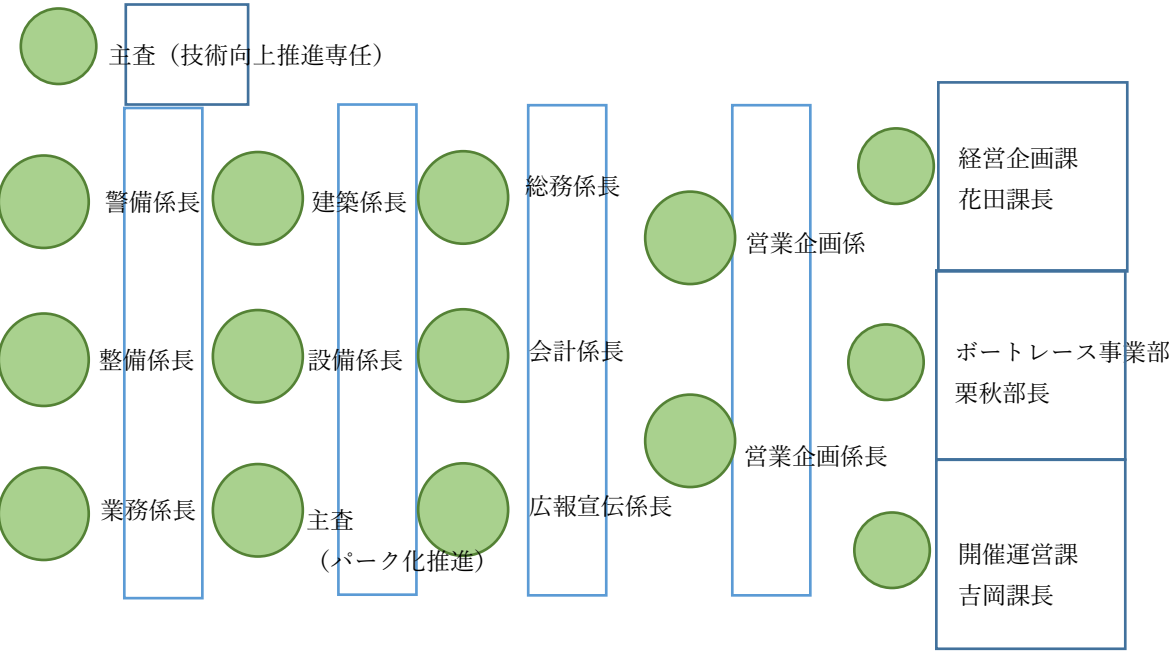 主査（技術向上推進専任）
警備係長
整備係長
業務係長
建築係長
設備係長
主査
（パーク化推進）
総務係長
会計係長
広報宣伝係長
営業企画係
営業企画係長
経営企画課
花田課長
ボートレース事業部
栗秋部長
開催運営課
吉岡課長